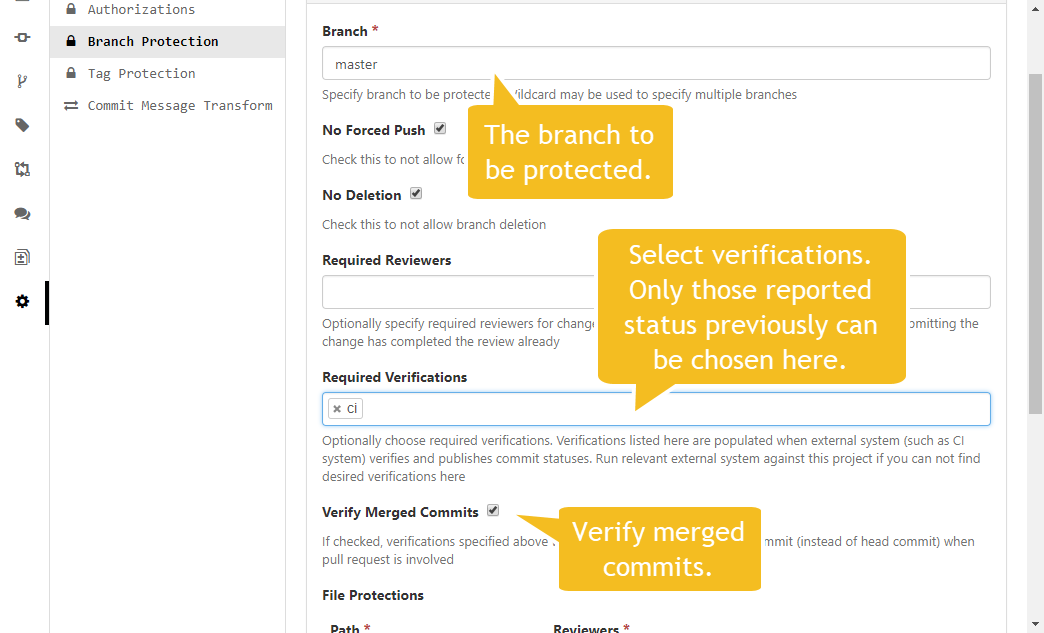 Authorizations
Branch Protection
Tag Protection
Commit Message Transform
Branch *
master
Specify branch to be protecte Wildcard may be used to specify multiple branches
The branch to
be protected.
No Forced Push
Check this to not allow
No Deletion
Check this to not allow branch deletion
Required Reviewers
Optionally specify required reviewers for change
omitting the
change has completed the review already
Select verifications.
Only those reported
status previously can
be chosen here.
Required Verifications
× ci
Optionally choose required verifications. Verifications listed here are populated when external system (such as CI
system) verifies and publishes commit statuses. Run relevant external system against this project if you can not find
desired verifications here
Verify Merged Commits
If checked, verifications specified above
mmit (instead of head commit) when
pull request is involved
Verify merged
commits.
File Protections
Path *
Reviewers *